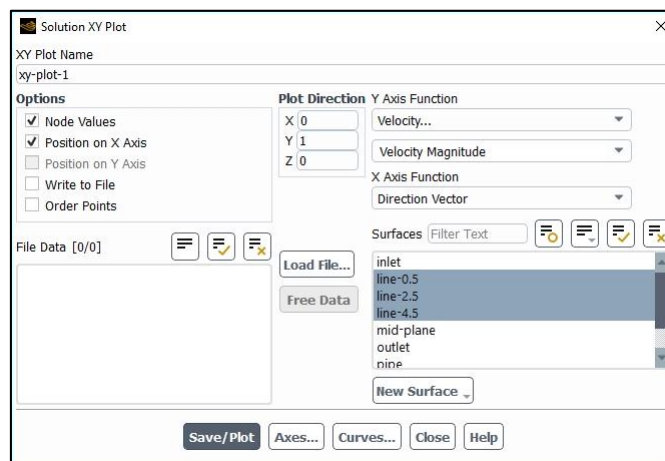 Solution XY Plot
XY Plot Name
xy-plot-1
Options
Node Values
Position on X Axis
Position on Y Axis
Write to File
Order Points
Plot Direction
X 0
Y 1
Z 0
Y Axis Function
Velocity...
Velocity Magnitude
X Axis Function
Direction Vector
File Data [0/0]
Load File...
Free Data
Surfaces Filter Text
inlet
line-0.5
line-2.5
line-4.5
mid-plane
outlet
pipe
New Surface
Save/Plot Axes... Curves... Close Help